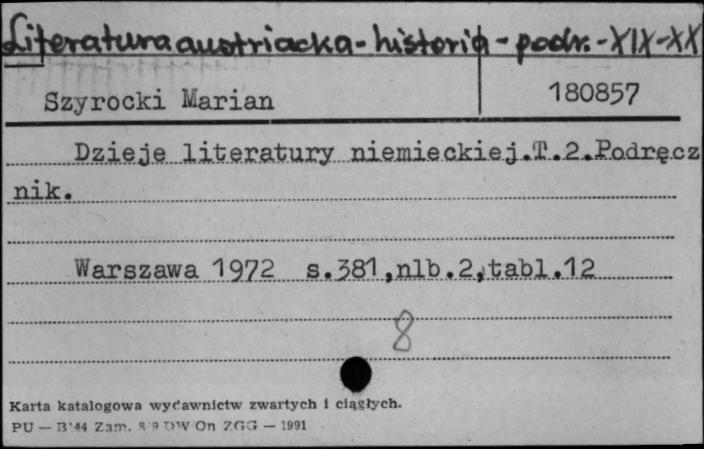 Literatura austriacka - historia - podr. - XIX-XX
Szyrocki Marian 180857
Dzieje literatury niemieckiej.T.2.Podręcz
nik.
Warszawa 1972 s.381,nlb.2,tabl.12
8
Karta katalogowa wydawnictw zwartych i ciągłych.
PU — B'44 Zam. 8/9 DW On ZGG — 1991